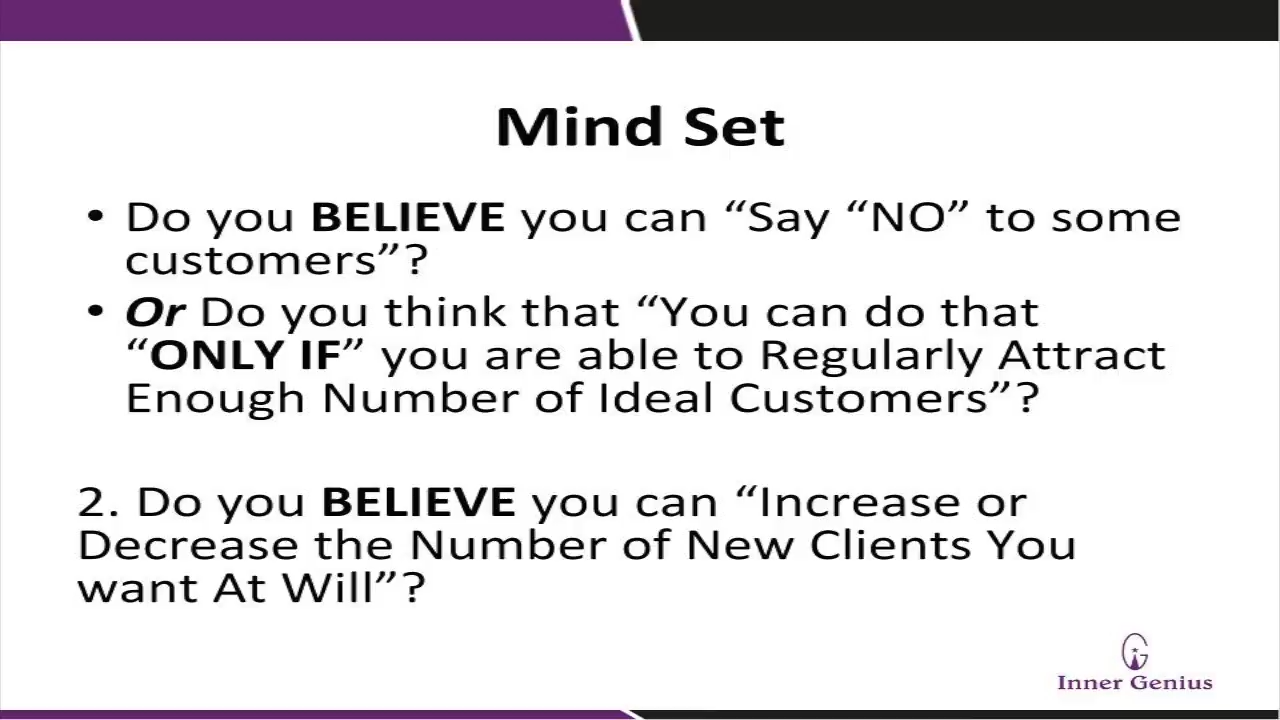 Mind Set
• Do you BELIEVE you can “Say “NO” to some
customers”?
• Or Do you think that “You can do that
“ONLY IF” you are able to Regularly Attract
Enough Number of Ideal Customers”?
2. Do you BELIEVE you can “Increase or
Decrease the Number of New Clients You
want At Will”?
Inner Genius